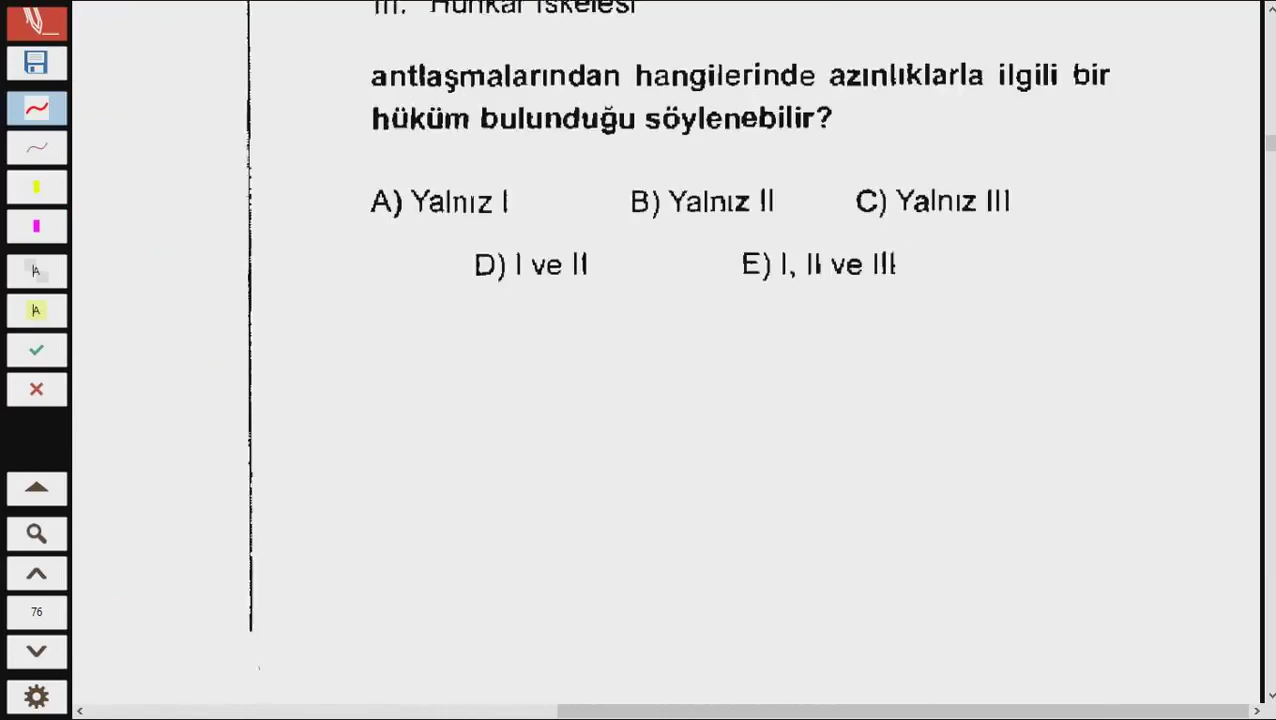 III. Hünkâr İskelesi
antlaşmalarından hangilerinde azınlıklarla ilgili bir
hüküm bulunduğu söylenebilir?
A) Yalnız I B) Yalnız II C) Yalnız III
D) I ve II E) I, II ve III
76